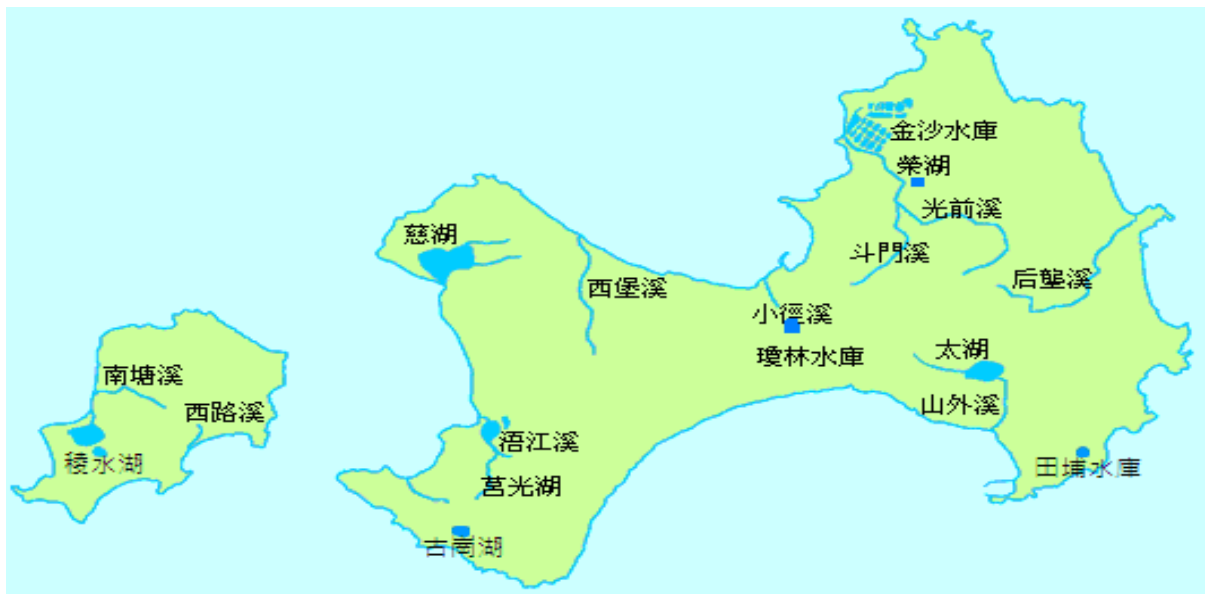 金沙水庫
榮湖
光前溪
斗門溪
慈湖
后壟溪
西堡溪
小徑溪
太湖
瓊林水庫
南塘溪
西路溪
山外溪
浯江溪
稜水湖
田埔水庫
莒光湖
古崗湖